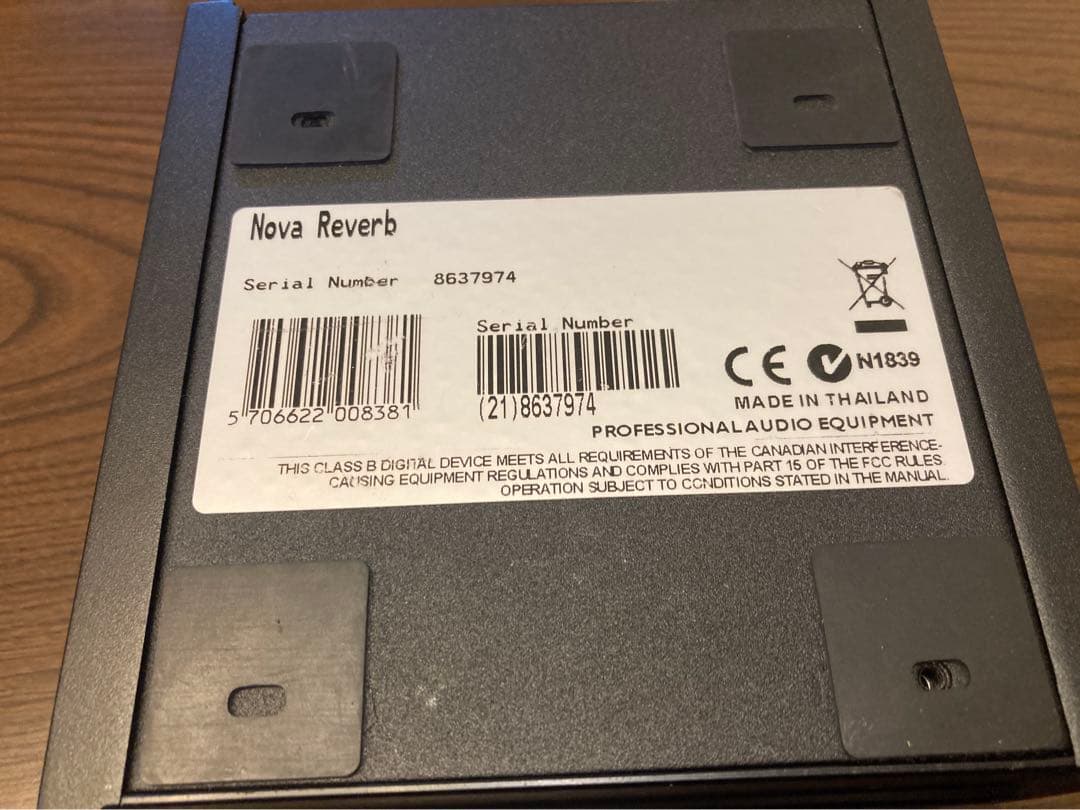 Nova Reverb
Serial Number 8637974
Serial Number
5 706622 008381
(21)8637974
CE N1839
MADE IN THAILAND
PROFESSIONAL AUDIO EQUIPMENT
THIS CLASS B DIGITAL DEVICE MEETS ALL REQUIREMENTS OF THE CANADIAN INTERFERENCE-
CAUSING EQUIPMENT REGULATIONS AND COMPLIES WITH PART 15 OF THE FCC RULES.
OPERATION SUBJECT TO CONDITIONS STATED IN THE MANUAL.